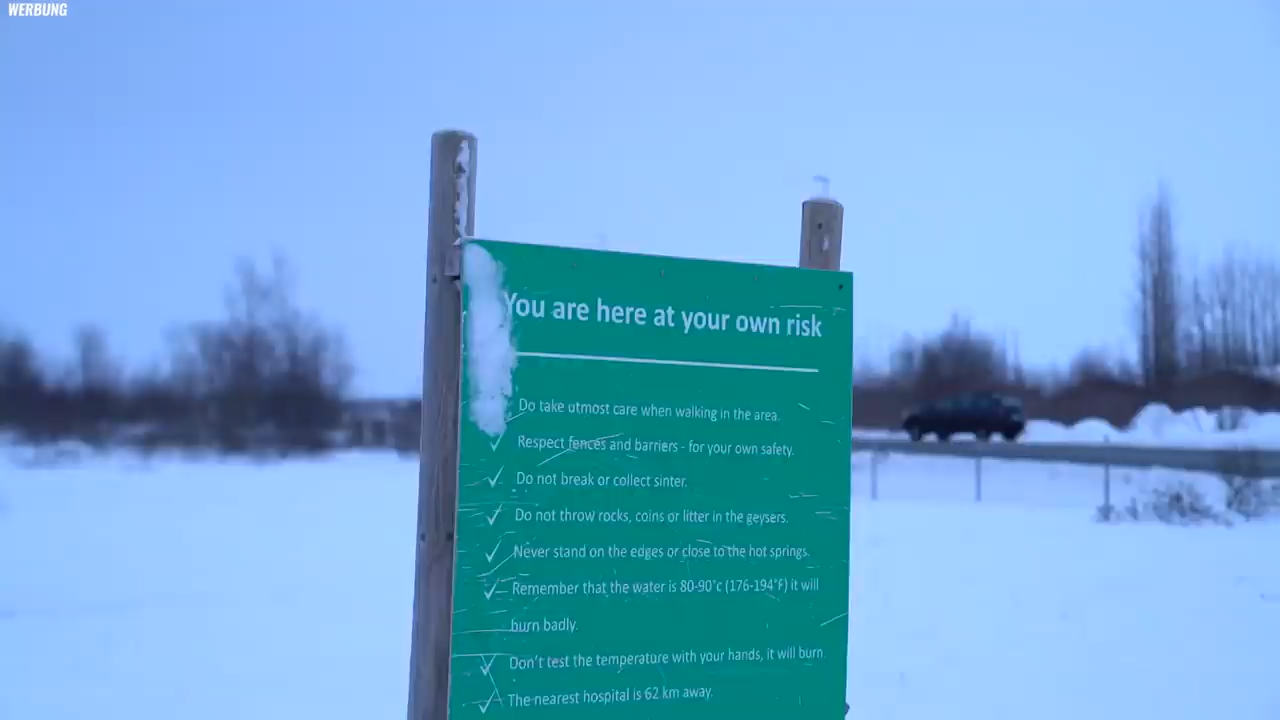 WERBUNG
You are here at your own risk
Do take utmost care when walking in the area.
Respect fences and barriers - for your own safety.
Do not break or collect sinter.
Do not throw rocks, coins or litter in the geysers.
Never stand on the edges or close to the hot springs.
Remember that the water is 80-90°c (176-194°F) it will
burn badly.
Don't test the temperature with your hands, it will burn.
The nearest hospital is 62 km away.